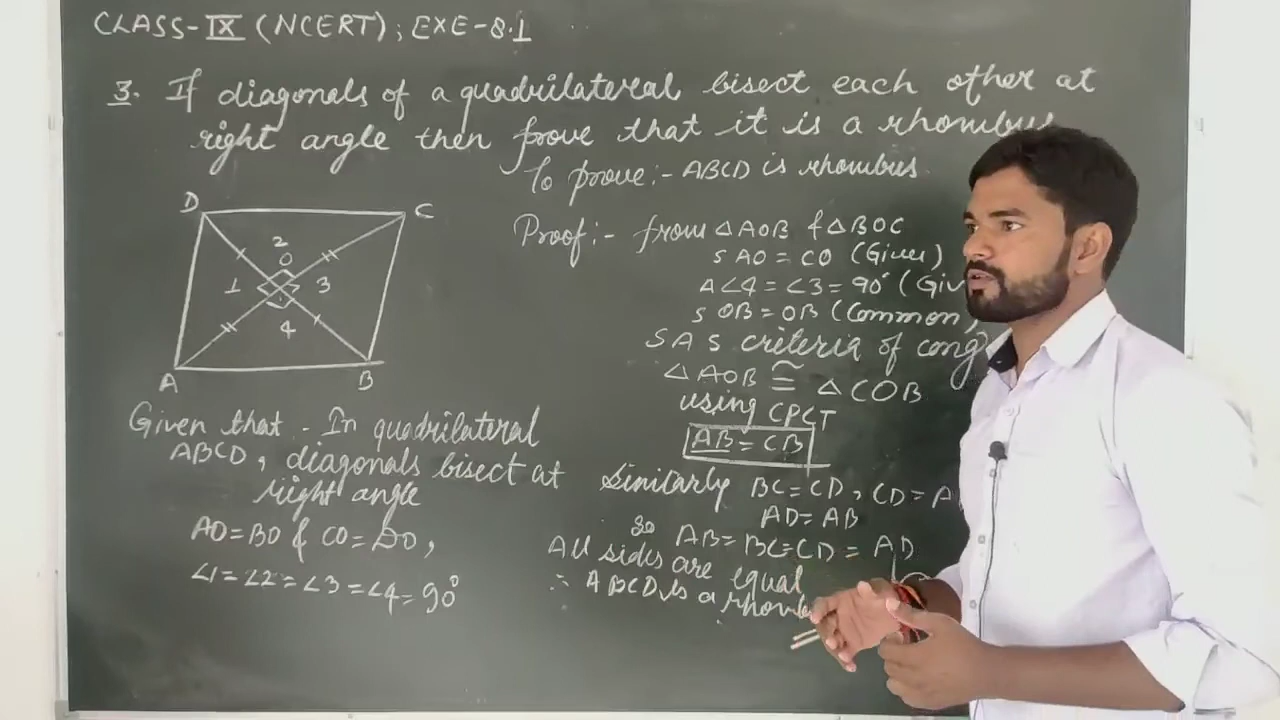 CLASS-IX (NCERT); EXE-8.1
3. If diagonals of a quadrilateral bisect each other at
right angle then prove that it is a rhombus
To prove:- ABCD is rhombus.
D
C
2
O
1
3
4
A
B
Given that - In quadrilateral
ABCD, diagonals bisect at
right angle
AO=BO & CO=DO,
∠1=∠2=∠3=∠4=90°
Proof:- from △AOB & △BOC
S AO = CO (Given)
A ∠4 = ∠3 = 90° (Giv
S OB = OB (Common)
SAS criteria of cong
△AOB ≅ △COB
using CPCT
AB = CB
Similarly BC=CD, CD=A
AD=AB
So AB=BC=CD=AD
All sides are equal
∴ ABCD is a rhomb